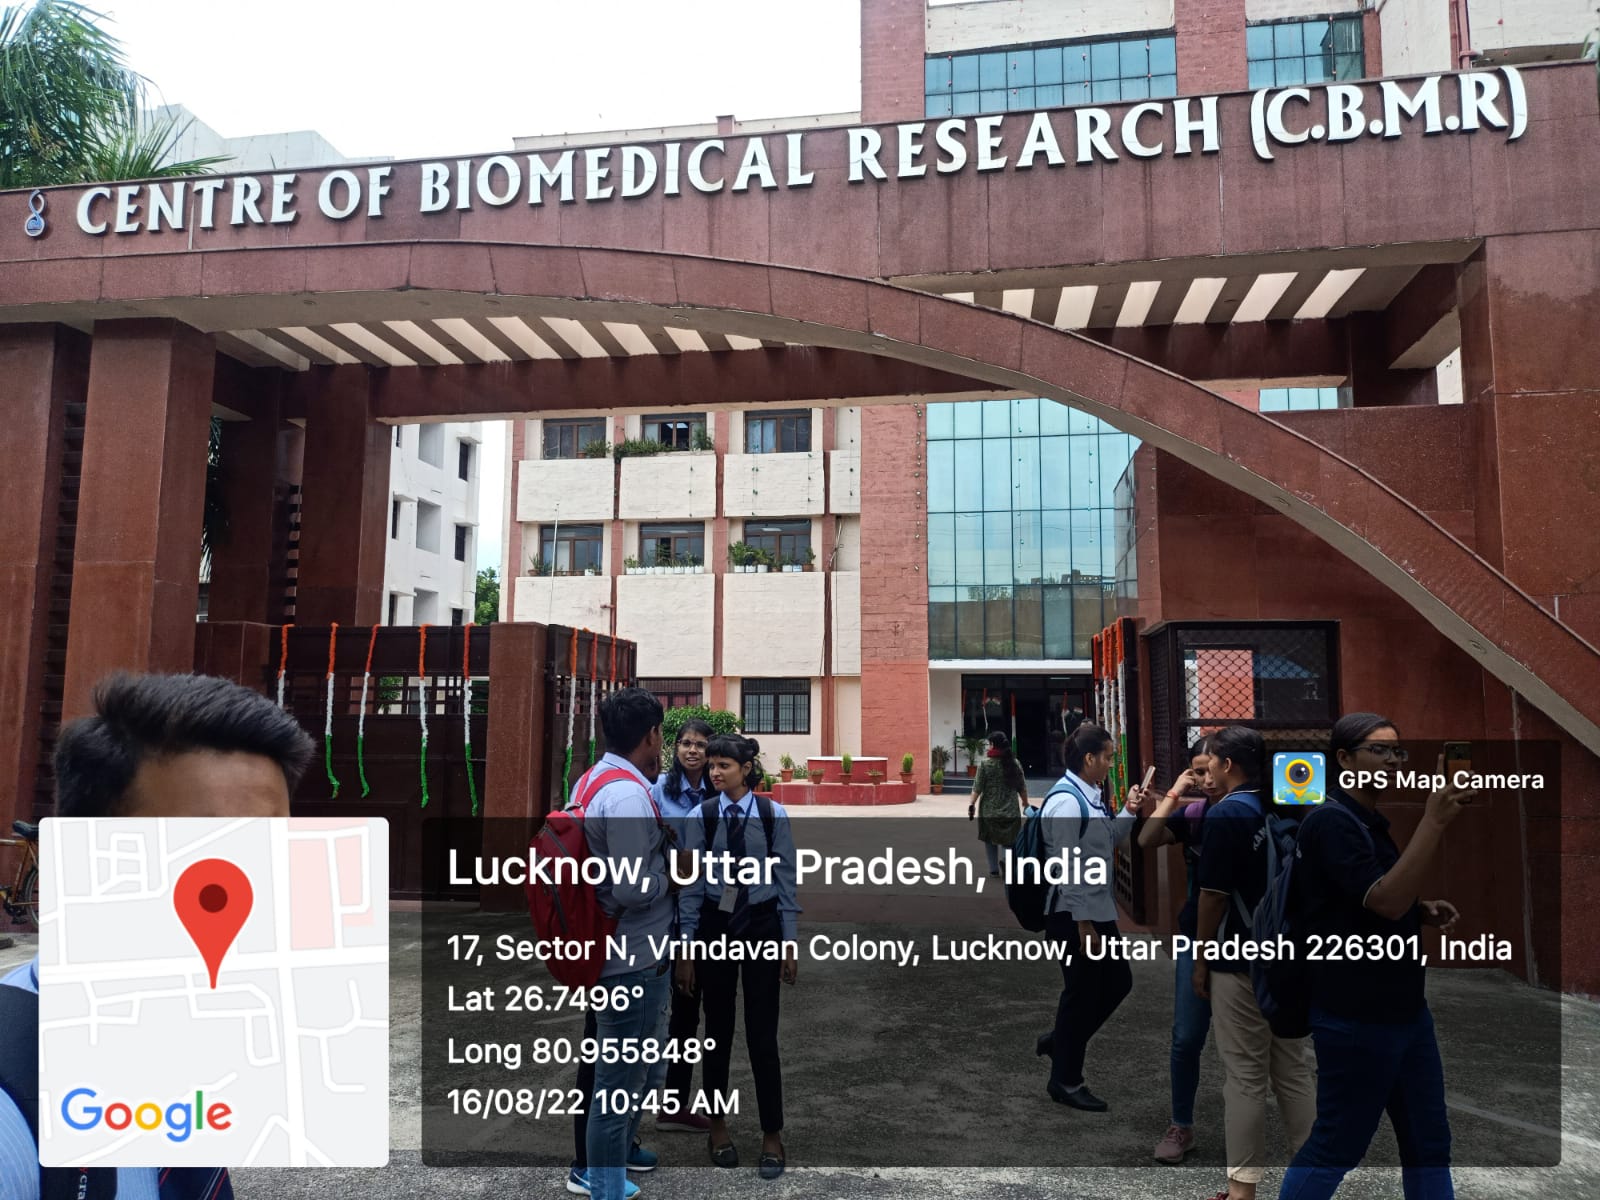 CENTRE OF BIOMEDICAL RESEARCH (C.B.M.R)
GPS Map Camera
Lucknow, Uttar Pradesh, India
17, Sector N, Vrindavan Colony, Lucknow, Uttar Pradesh 226301, India
Lat 26.7496°
Long 80.955848°
16/08/22 10:45 AM
Google